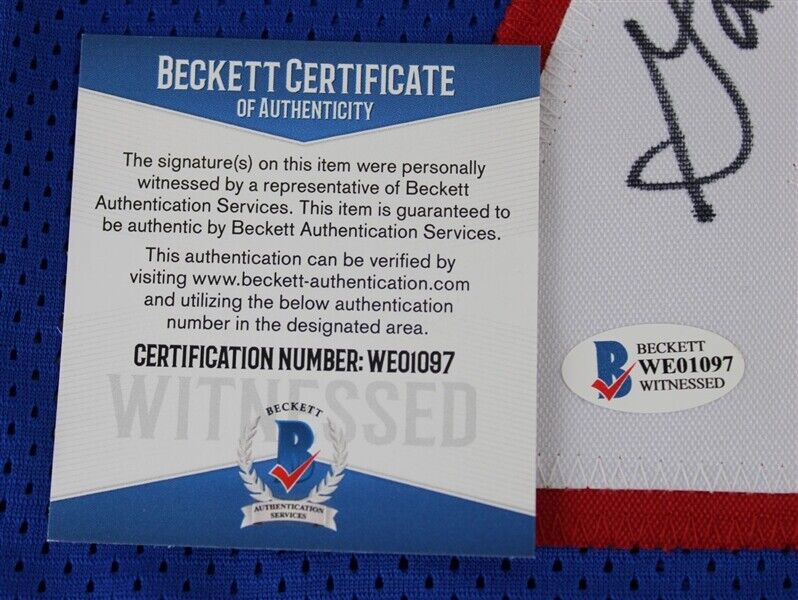 BECKETT CERTIFICATE
OF AUTHENTICITY
The signature(s) on this item were personally
witnessed by a representative of Beckett
Authentication Services. This item is guaranteed to
be authentic by Beckett Authentication Services.
This authentication can be verified by
visiting www.beckett-authentication.com
and utilizing the below authentication
number in the designated area.
CERTIFICATION NUMBER: WE01097
WITNESSED
BECKETT
B
AUTHENTICATION
SERVICES
B
BECKETT
WE01097
WITNESSED